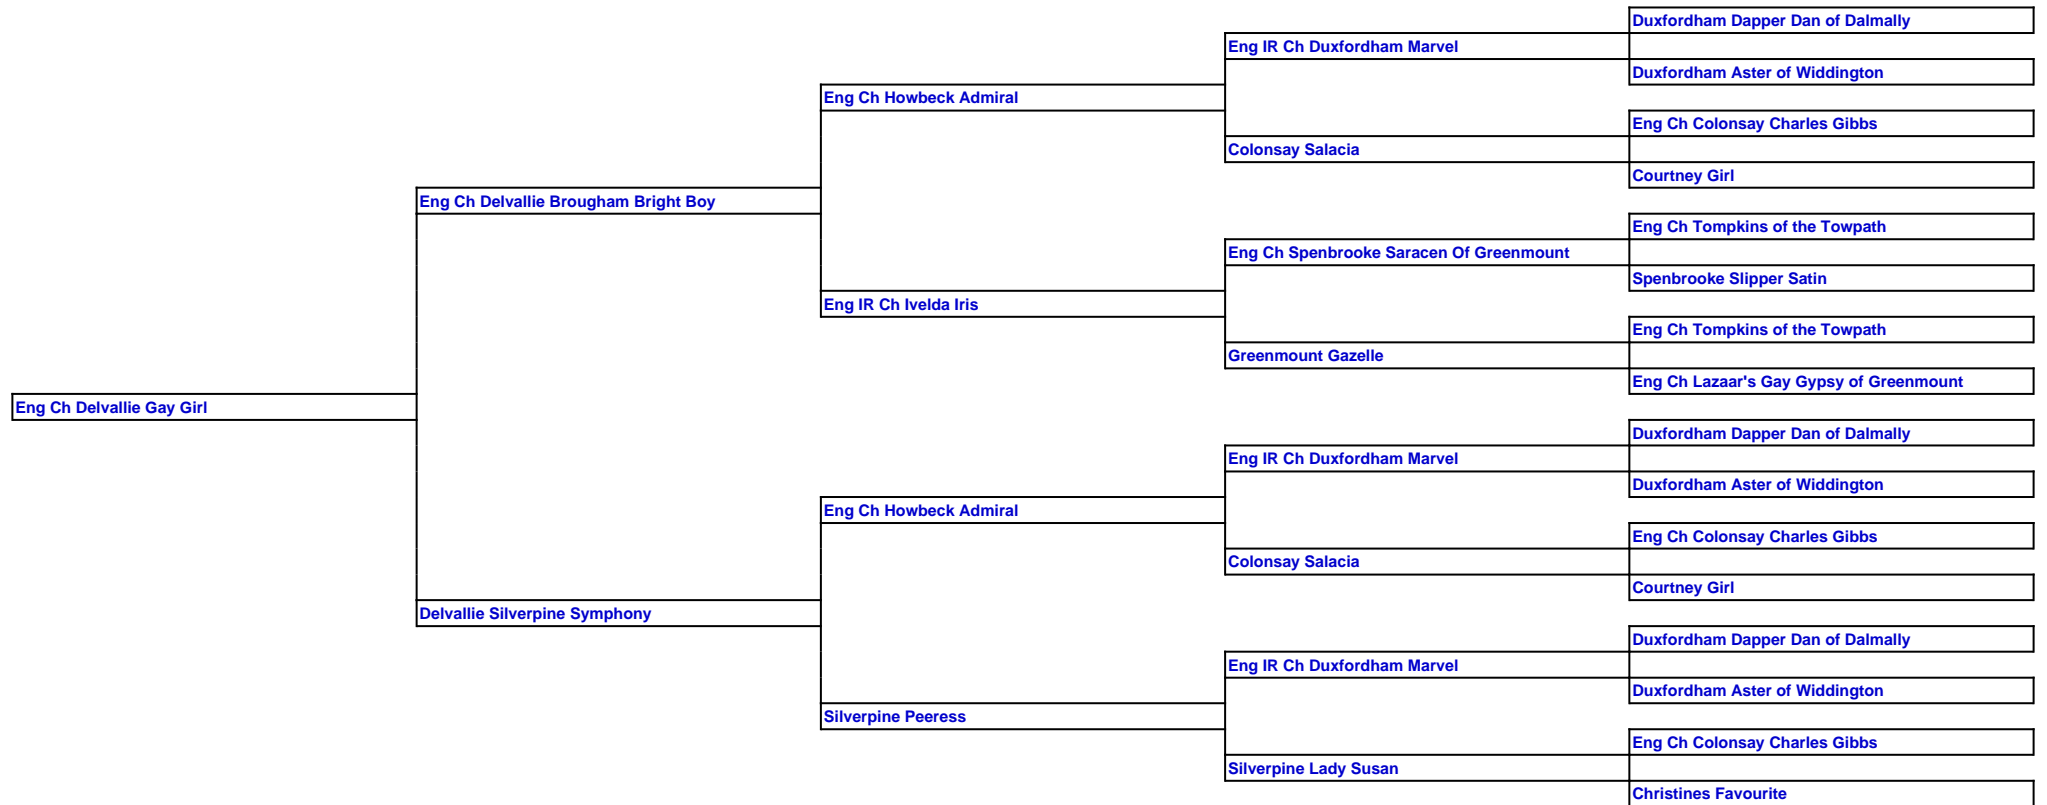 Duxfordham Dapper Dan of Dalmally
Eng IR Ch Duxfordham Marvel
Duxfordham Aster of Widdington
Eng Ch Howbeck Admiral
Eng Ch Colonsay Charles Gibbs
Colonsay Salacia
Courtney Girl
Eng Ch Delvallie Brougham Bright Boy
Eng Ch Tompkins of the Towpath
Eng Ch Spenbrooke Saracen Of Greenmount
Spenbrooke Slipper Satin
Eng IR Ch Ivelda Iris
Eng Ch Tompkins of the Towpath
Greenmount Gazelle
Eng Ch Lazaar's Gay Gypsy of Greenmount
Eng Ch Delvallie Gay Girl
Duxfordham Dapper Dan of Dalmally
Eng IR Ch Duxfordham Marvel
Duxfordham Aster of Widdington
Eng Ch Howbeck Admiral
Eng Ch Colonsay Charles Gibbs
Colonsay Salacia
Courtney Girl
Delvallie Silverpine Symphony
Duxfordham Dapper Dan of Dalmally
Eng IR Ch Duxfordham Marvel
Duxfordham Aster of Widdington
Silverpine Peeress
Eng Ch Colonsay Charles Gibbs
Silverpine Lady Susan
Christines Favourite